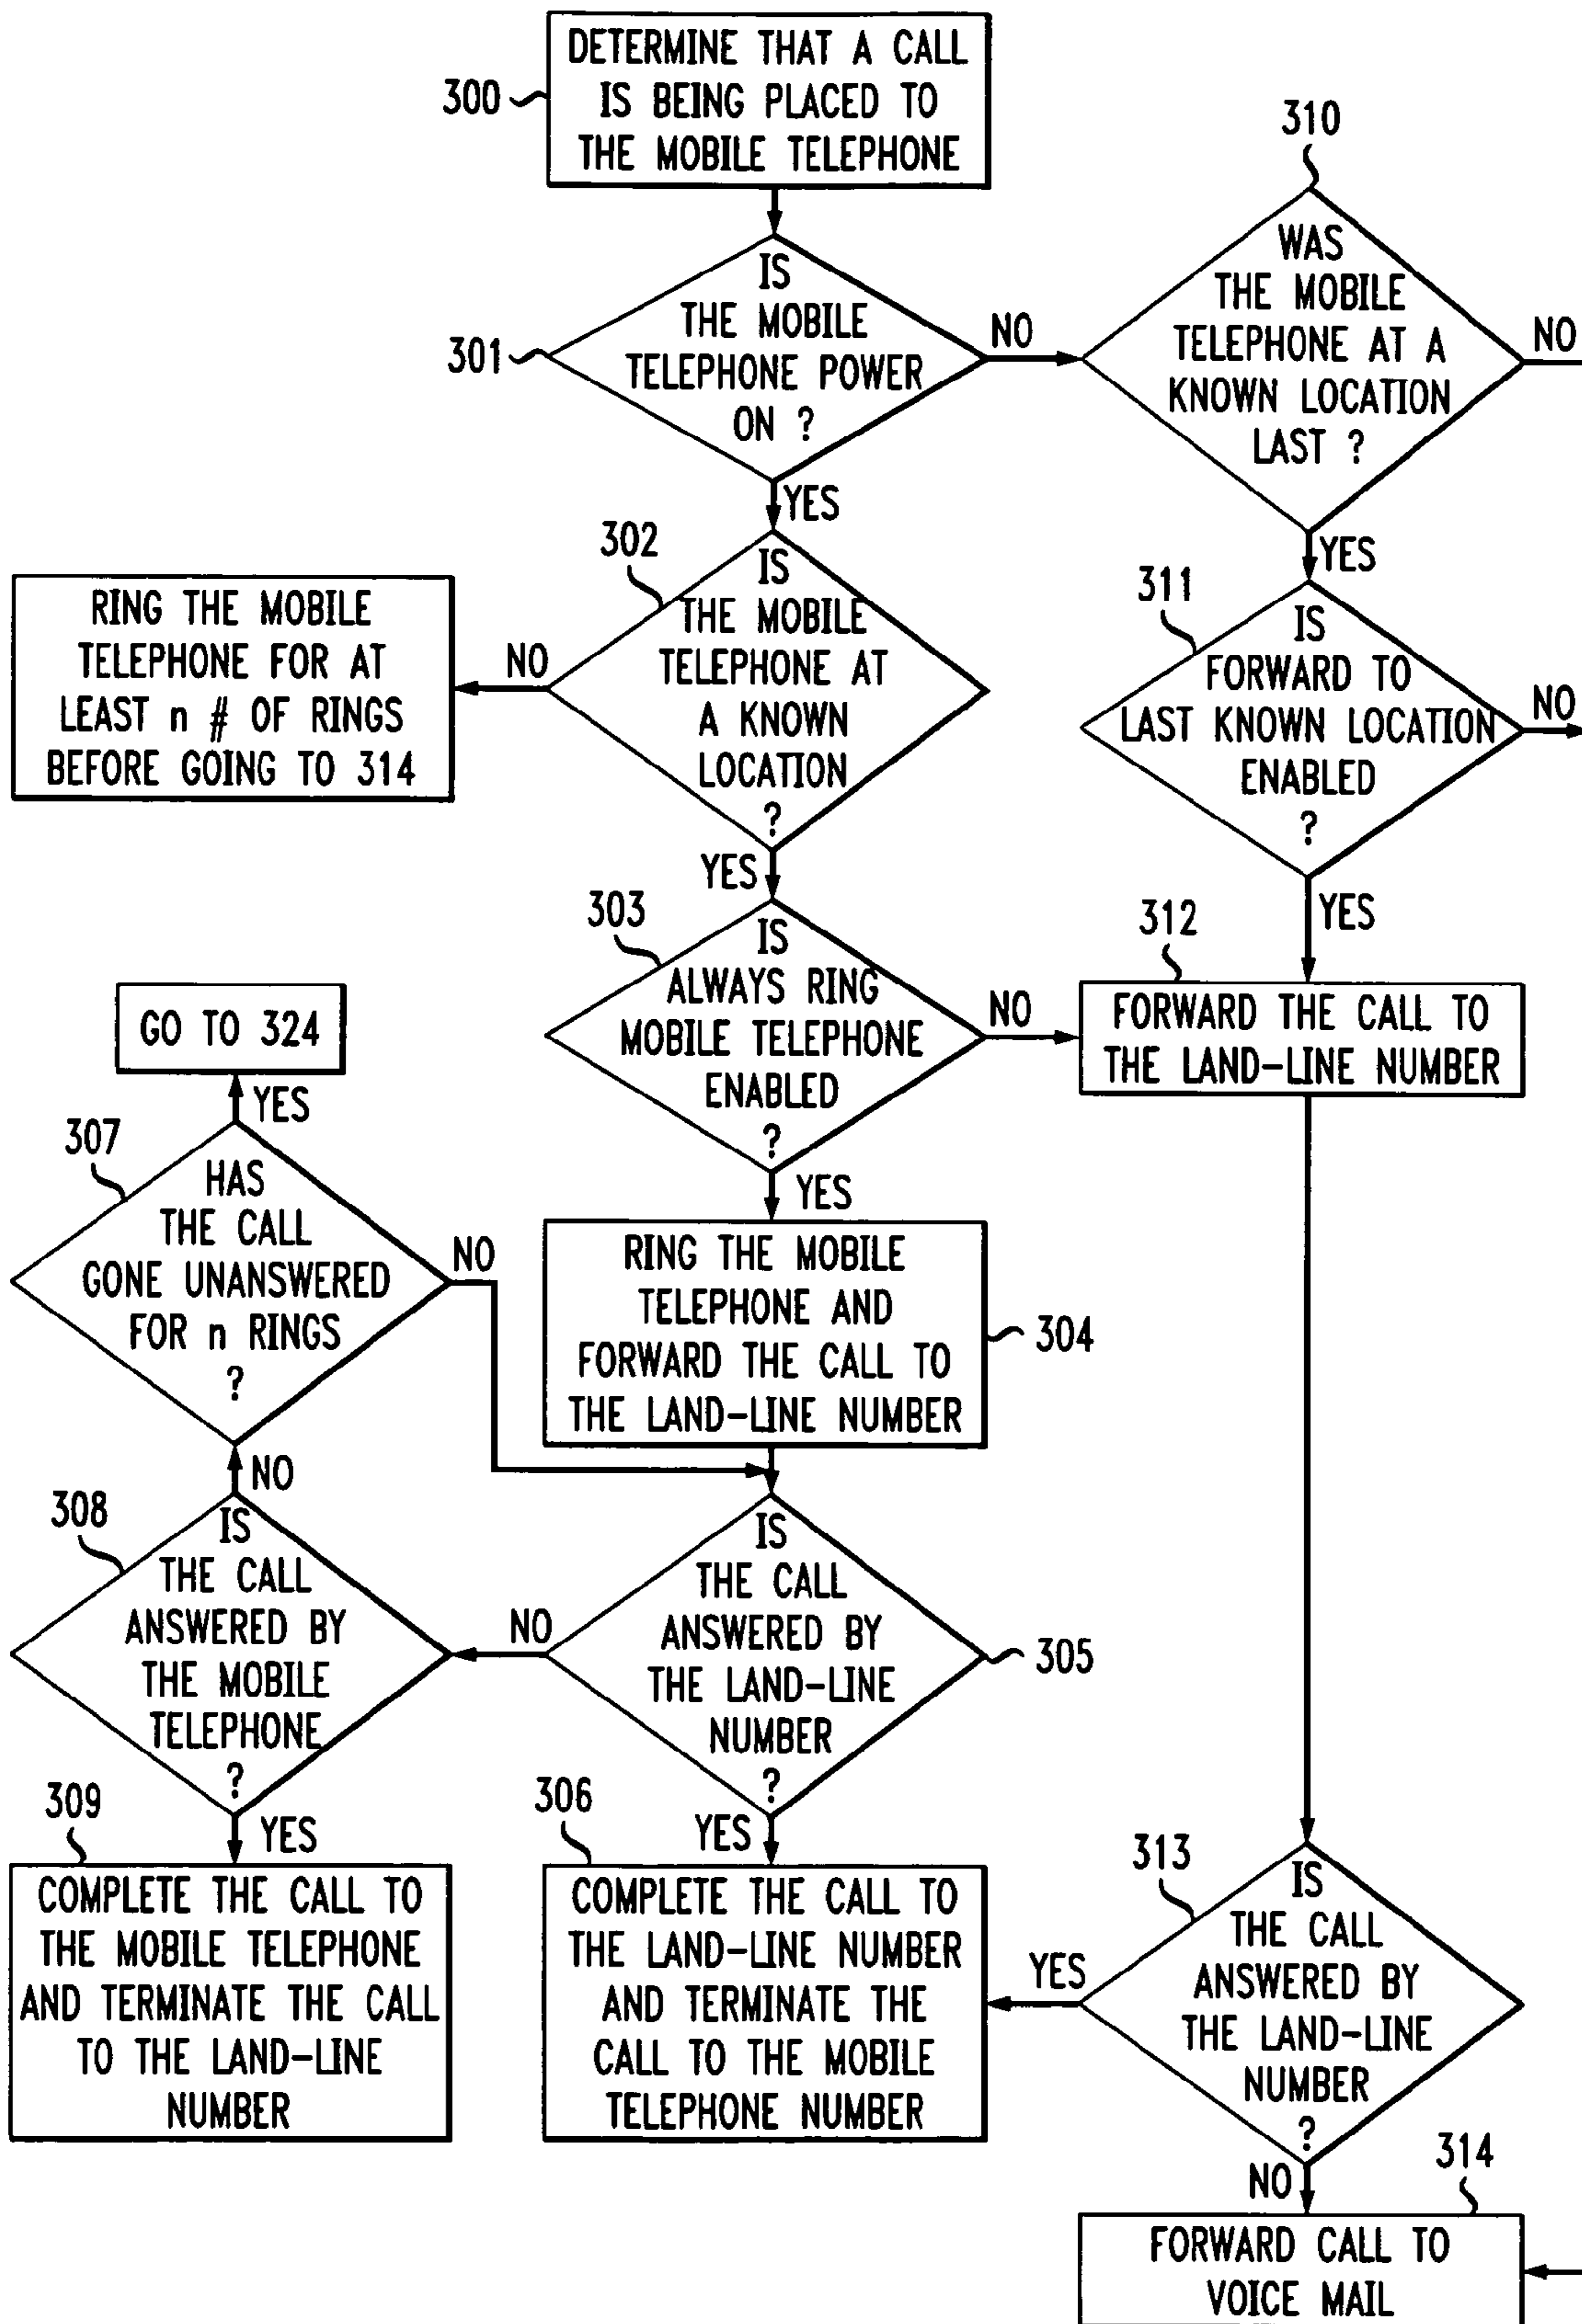 300
DETERMINE THAT A CALL
IS BEING PLACED TO
THE MOBILE TELEPHONE
301
IS
THE MOBILE
TELEPHONE POWER
ON ?
NO
YES
310
WAS
THE MOBILE
TELEPHONE AT A
KNOWN LOCATION
LAST ?
NO
YES
302
IS
THE MOBILE
TELEPHONE AT
A KNOWN
LOCATION
?
NO
YES
RING THE MOBILE
TELEPHONE FOR AT
LEAST n # OF RINGS
BEFORE GOING TO 314
311
IS
FORWARD TO
LAST KNOWN LOCATION
ENABLED
?
NO
YES
303
IS
ALWAYS RING
MOBILE TELEPHONE
ENABLED
?
NO
YES
312
FORWARD THE CALL TO
THE LAND-LINE NUMBER
GO TO 324
YES
307
HAS
THE CALL
GONE UNANSWERED
FOR n RINGS
?
NO
NO
RING THE MOBILE
TELEPHONE AND
FORWARD THE CALL TO
THE LAND-LINE NUMBER
304
308
IS
THE CALL
ANSWERED BY
THE MOBILE
TELEPHONE
?
YES
NO
IS
THE CALL
ANSWERED BY
THE LAND-LINE
NUMBER
?
305
YES
309
COMPLETE THE CALL TO
THE MOBILE TELEPHONE
AND TERMINATE THE CALL
TO THE LAND-LINE
NUMBER
306
COMPLETE THE CALL TO
THE LAND-LINE NUMBER
AND TERMINATE THE
CALL TO THE MOBILE
TELEPHONE NUMBER
313
IS
THE CALL
ANSWERED BY
THE LAND-LINE
NUMBER
?
YES
NO
314
FORWARD CALL TO
VOICE MAIL